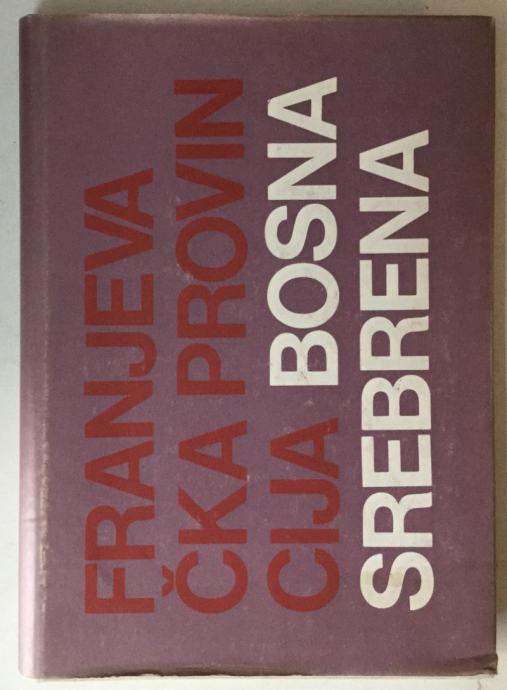 FRANJEVA
ČKA PROVIN
CIJA BOSNA
SREBRENA